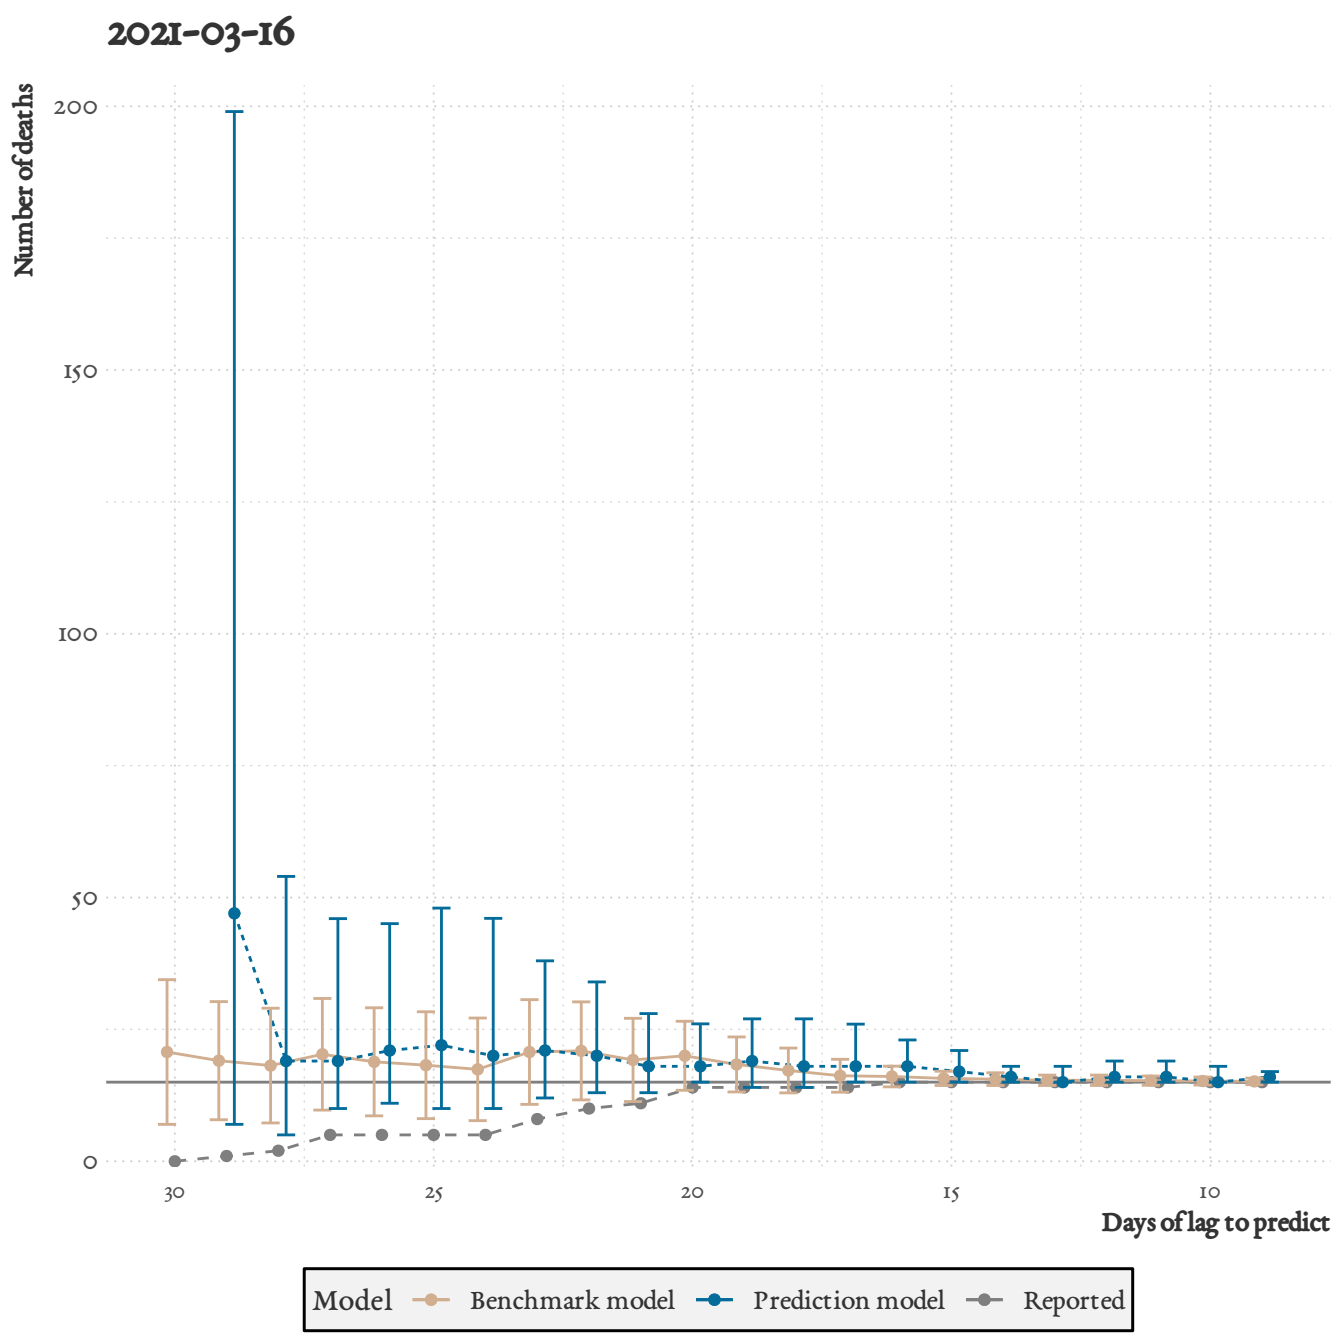 2021-03-16
Number of deaths
200
150
100
50
0
30 25 20 15 10
Days of lag to predict
Model Benchmark model Prediction model Reported